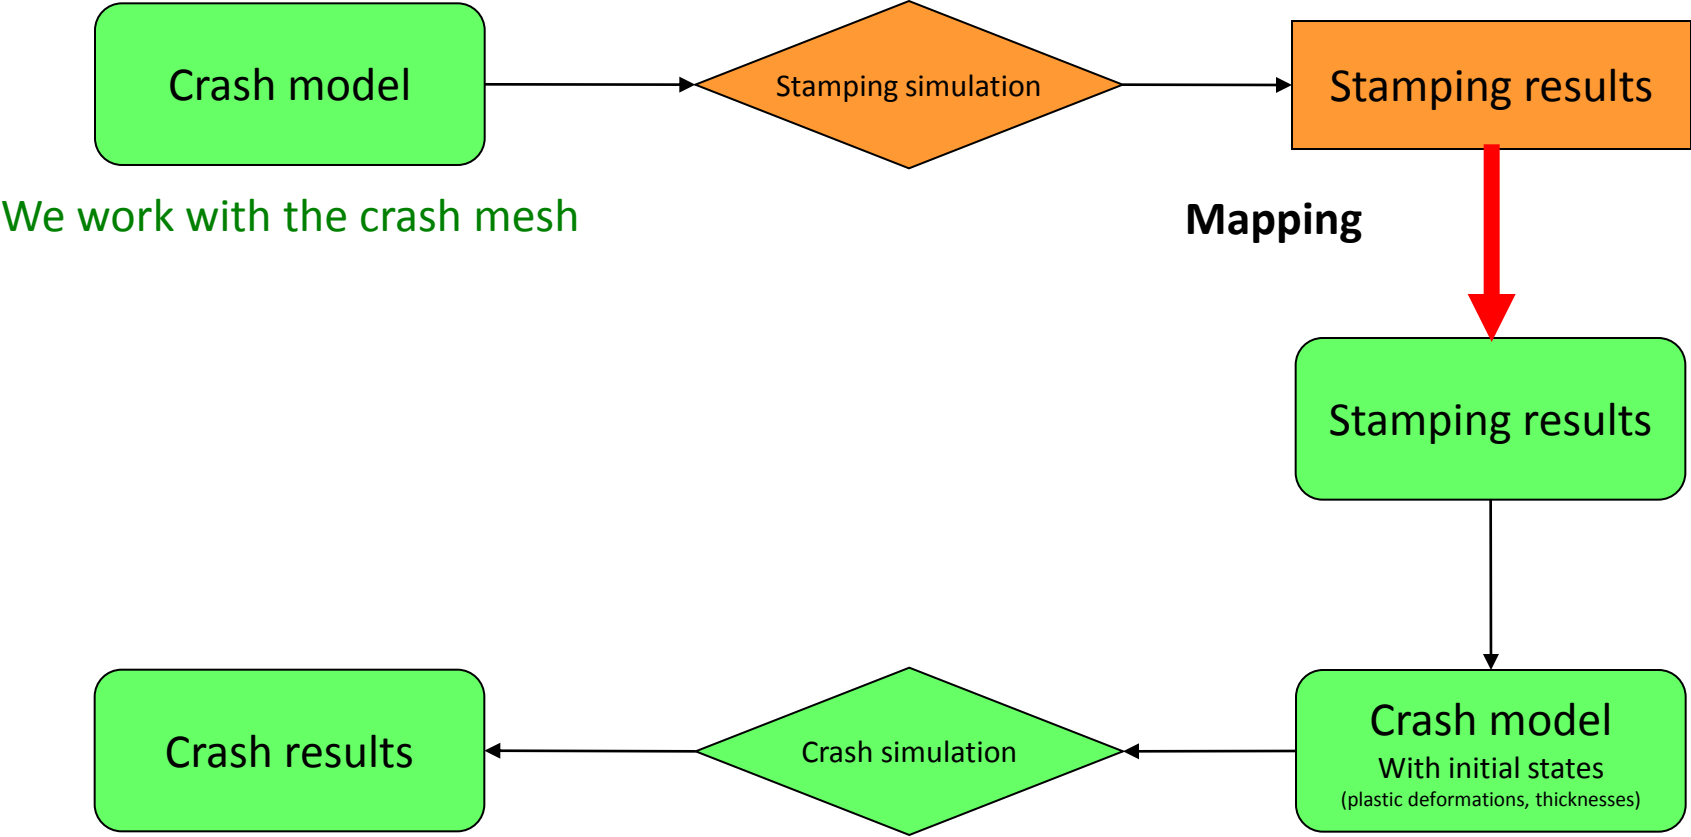 Crash model
Stamping simulation
Stamping results
We work with the crash mesh
Mapping
Stamping results
Crash results
Crash simulation
Crash model
With initial states
(plastic deformations, thicknesses)